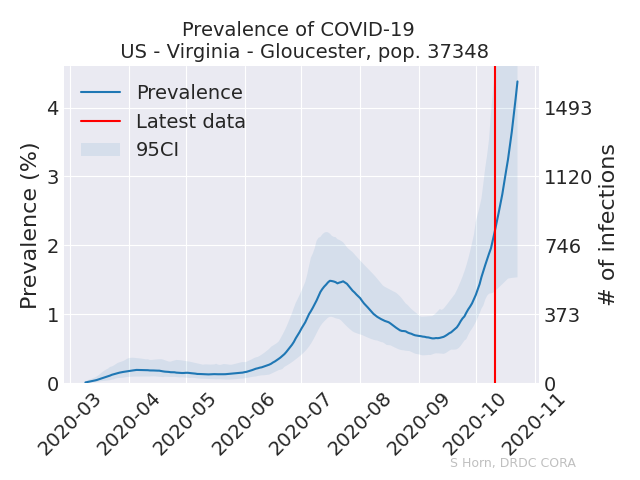 Prevalence of COVID-19
US - Virginia - Gloucester, pop. 37348
Prevalence
Latest data
95CI
Prevalence (%)
4
3
2
1
0
1493
1120
746
373
0
# of infections
2020-03
2020-04
2020-05
2020-06
2020-07
2020-08
2020-09
2020-10
2020-11
S Horn, DRDC CORA